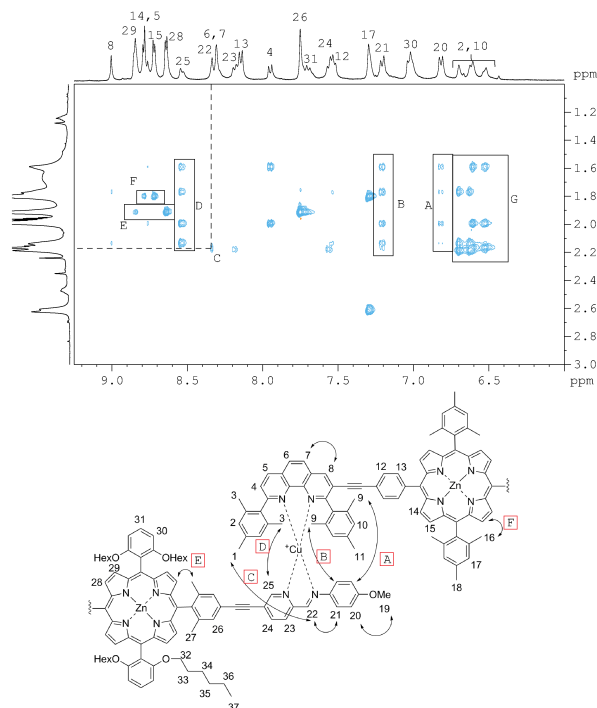 26
14,5
29
15
28
6,7
13
24
17
30
20
2,10
8
22
4
21
25
23
31
12
ppm
ppm
1.2
1.4
1.6
1.8
2.0
2.2
2.4
2.6
2.8
3.0
F
E
D
C
B
A
G
9.0
8.5
8.0
7.5
7.0
6.5
ppm
6
7
5
8
12
13
4
9
3
N
N
N
N
Zn
N
N
2
3
9
10
14
15
F
16
17
18
1
11
D
+Cu
B
A
C
31
30
HexO
OHex
29
E
28
25
N
N
OMe
19
N
N
Zn
N
N
27
26
24
23
22
21
20
HexO
O
32
33
34
35
36
37